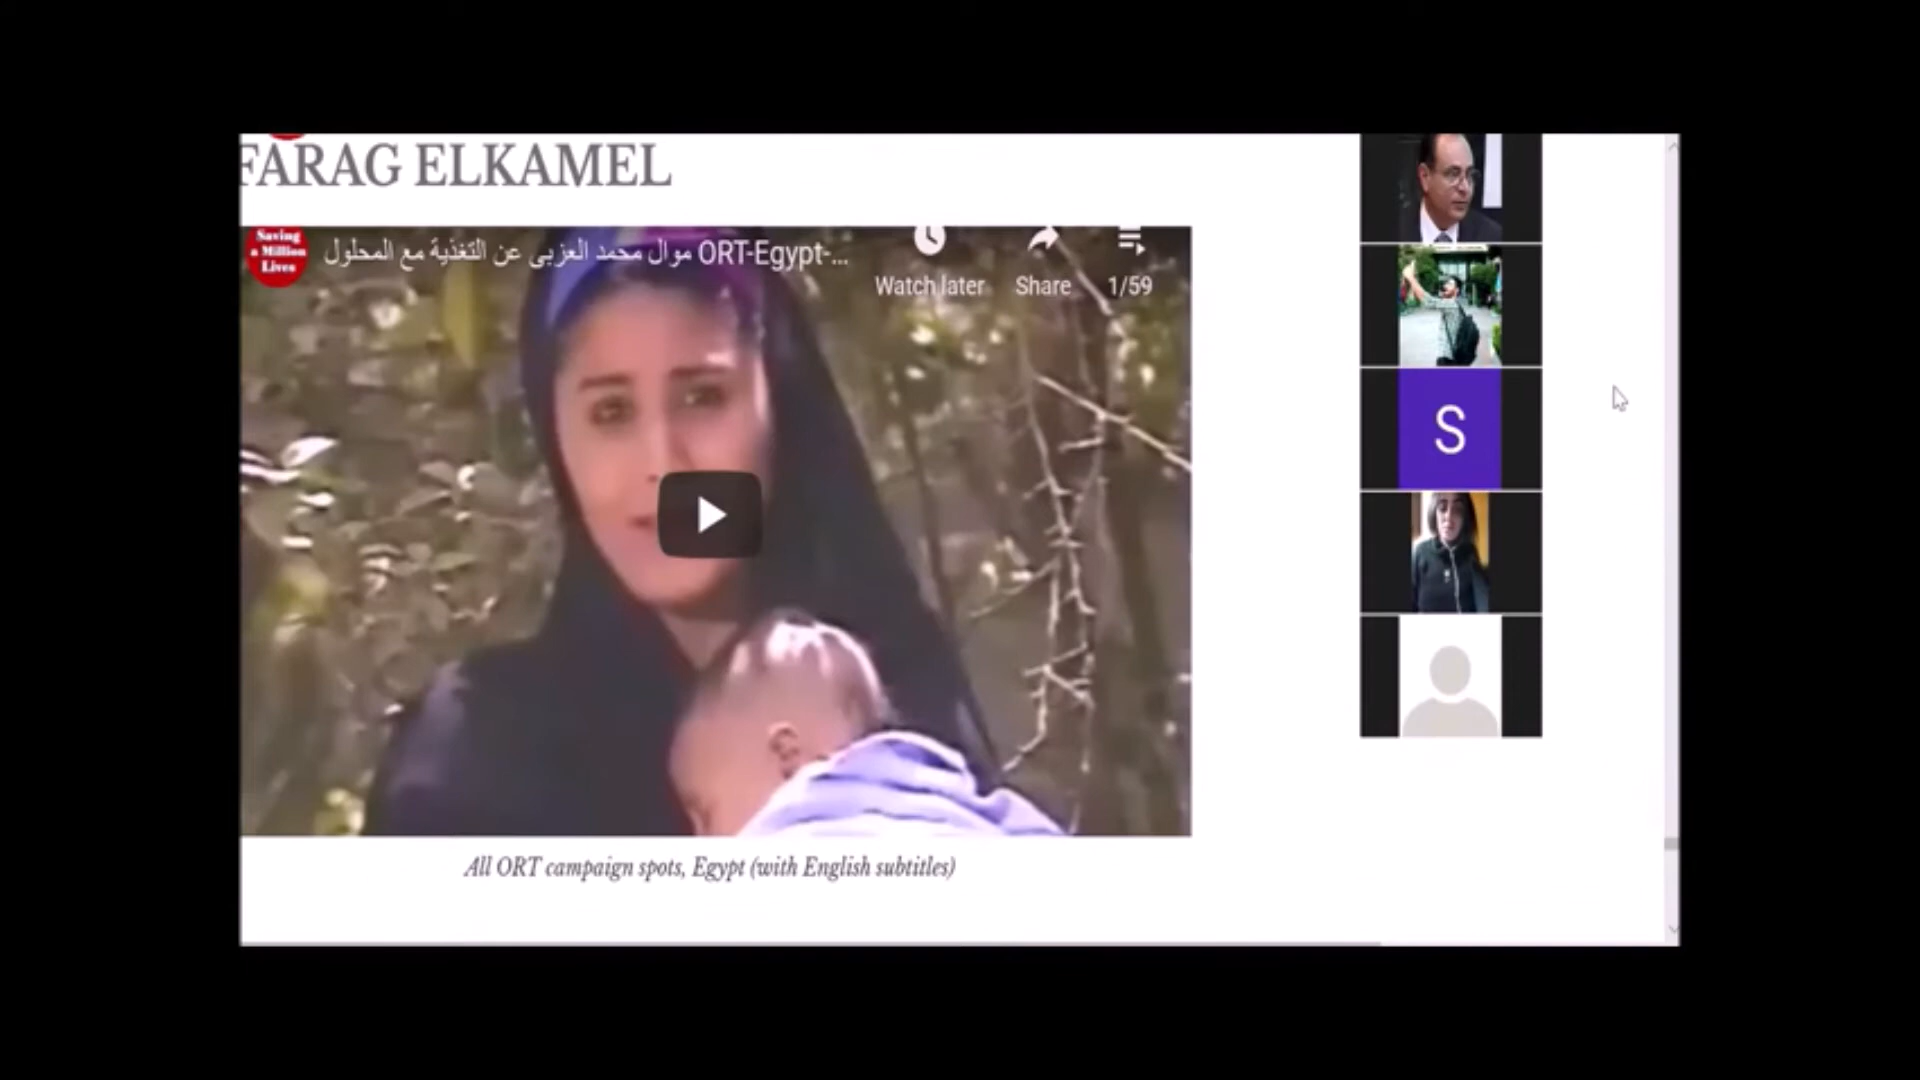 FARAG ELKAMEL
Saving
a Million
Lives
موال محمد العزبى عن التغذية مع المحلول ORT-Egypt-...
Watch later
Share
1/59
S
All ORT campaign spots, Egypt (with English subtitles)